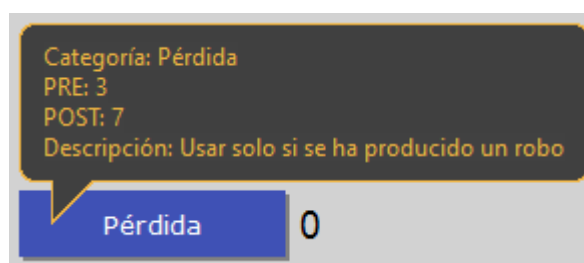 Categoría: Pérdida
PRE: 3
POST: 7
Descripción: Usar solo si se ha producido un robo
Pérdida 0